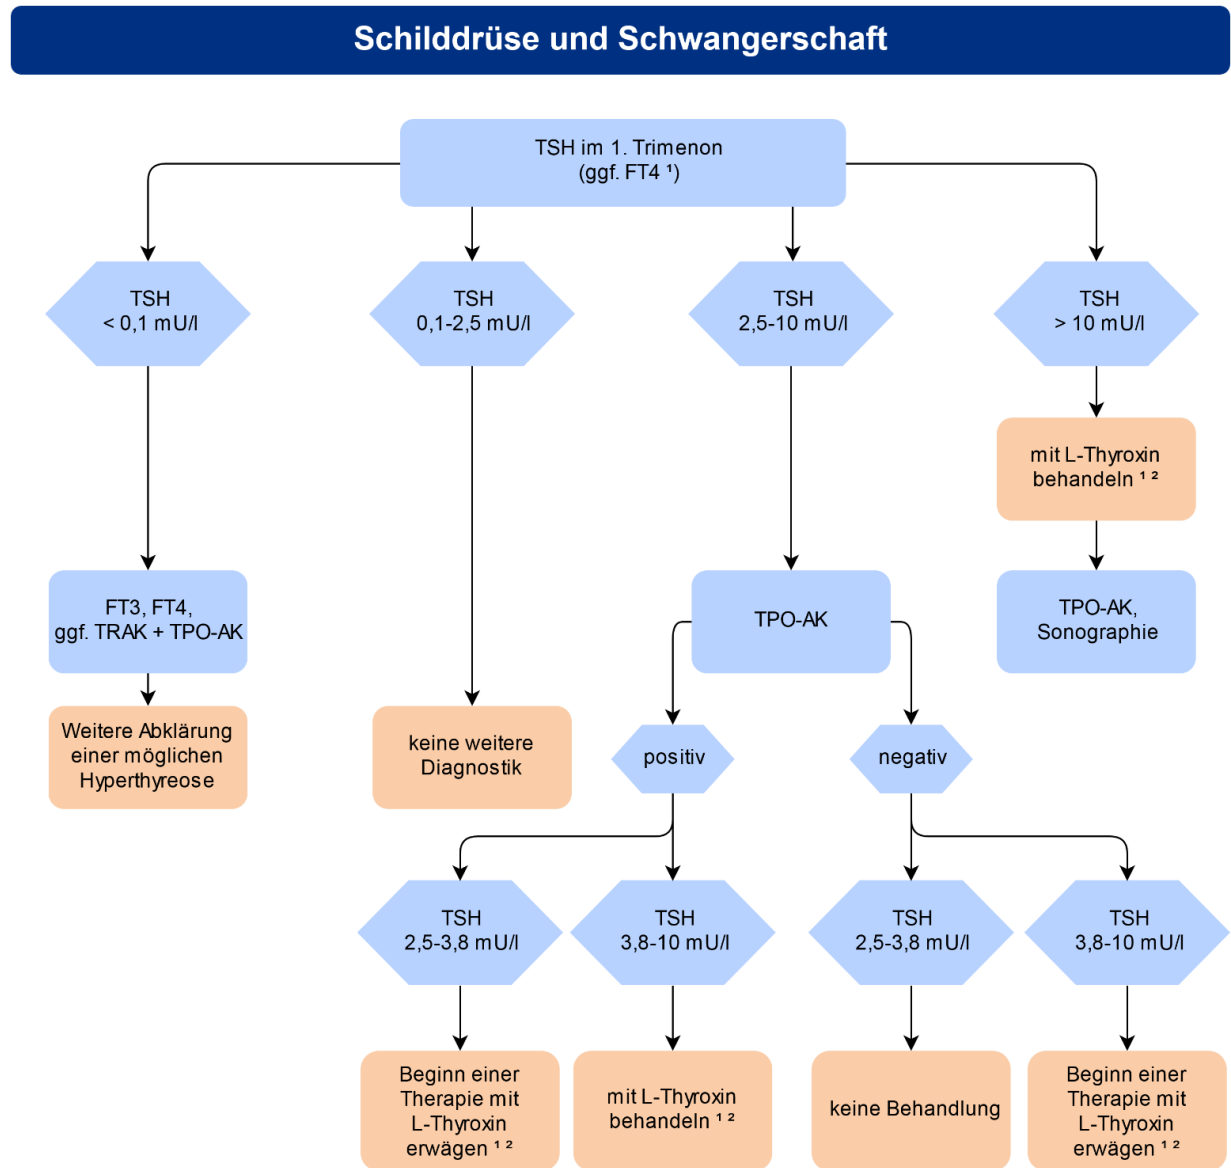 Schilddrüse und Schwangerschaft
TSH im 1. Trimenon
(ggf. FT4 ¹)
TSH
< 0,1 mU/l
TSH
0,1-2,5 mU/l
TSH
2,5-10 mU/l
TSH
> 10 mU/l
mit L-Thyroxin
behandeln ¹ ²
FT3, FT4,
ggf. TRAK + TPO-AK
TPO-AK
TPO-AK,
Sonographie
Weitere Abklärung
einer möglichen
Hyperthyreose
keine weitere
Diagnostik
positiv
negativ
TSH
2,5-3,8 mU/l
TSH
3,8-10 mU/l
TSH
2,5-3,8 mU/l
TSH
3,8-10 mU/l
Beginn einer
Therapie mit
L-Thyroxin
erwägen ¹ ²
mit L-Thyroxin
behandeln ¹ ²
keine Behandlung
Beginn einer
Therapie mit
L-Thyroxin
erwägen ¹ ²